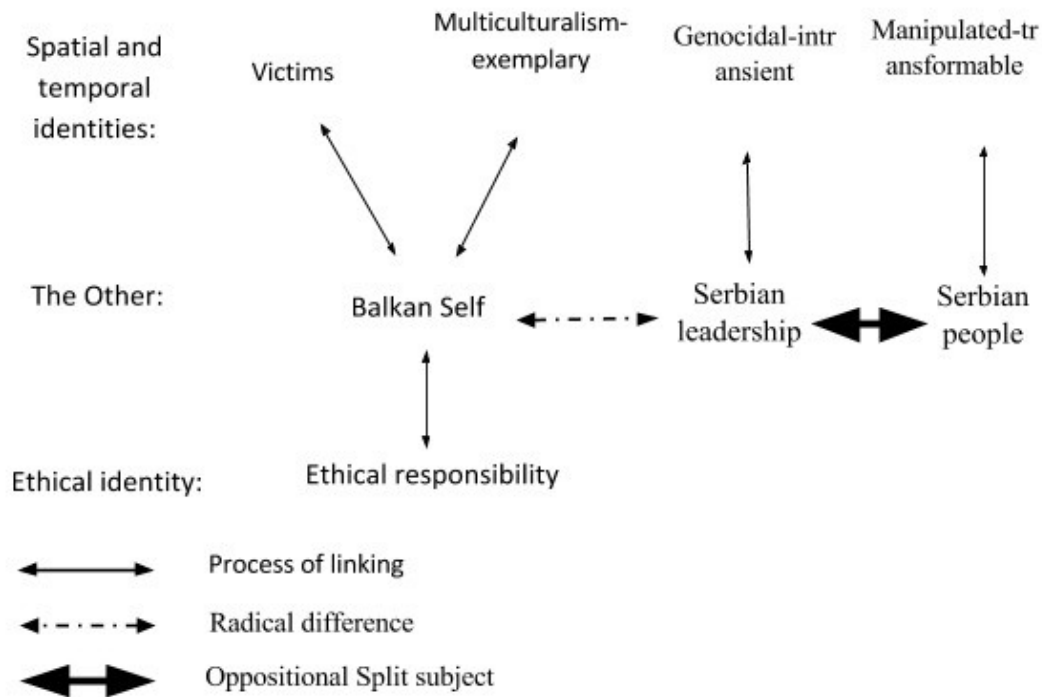 Spatial and
temporal
identities:
Victims
Multiculturalism-
exemplary
Genocidal-intr
ansient
Manipulated-tr
ansformable
The Other:
Balkan Self
Serbian
leadership
Serbian
people
Ethical identity:
Ethical responsibility
Process of linking
Radical difference
Oppositional Split subject